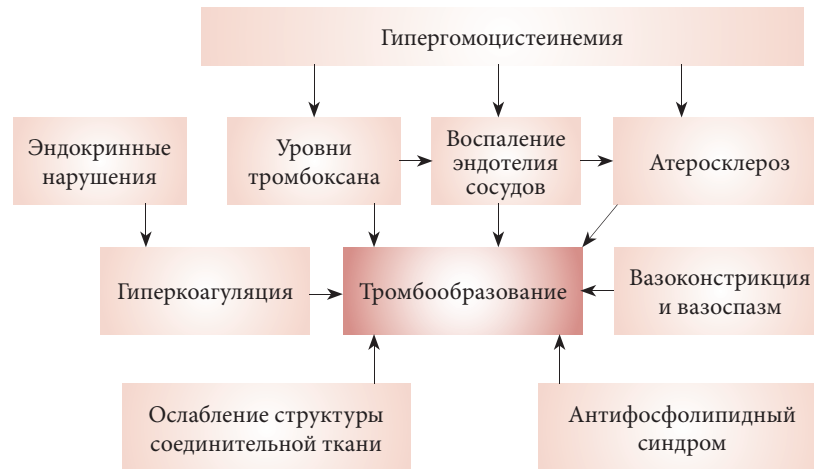 Гипергомоцистеинемия
Эндокринные
нарушения
Уровни
тромбоксана
Воспаление
эндотелия
сосудов
Атеросклероз
Гиперкоагуляция
Тромбообразование
Вазоконстрикция
и вазоспазм
Ослабление структуры
соединительной ткани
Антифосфолипидный
синдром